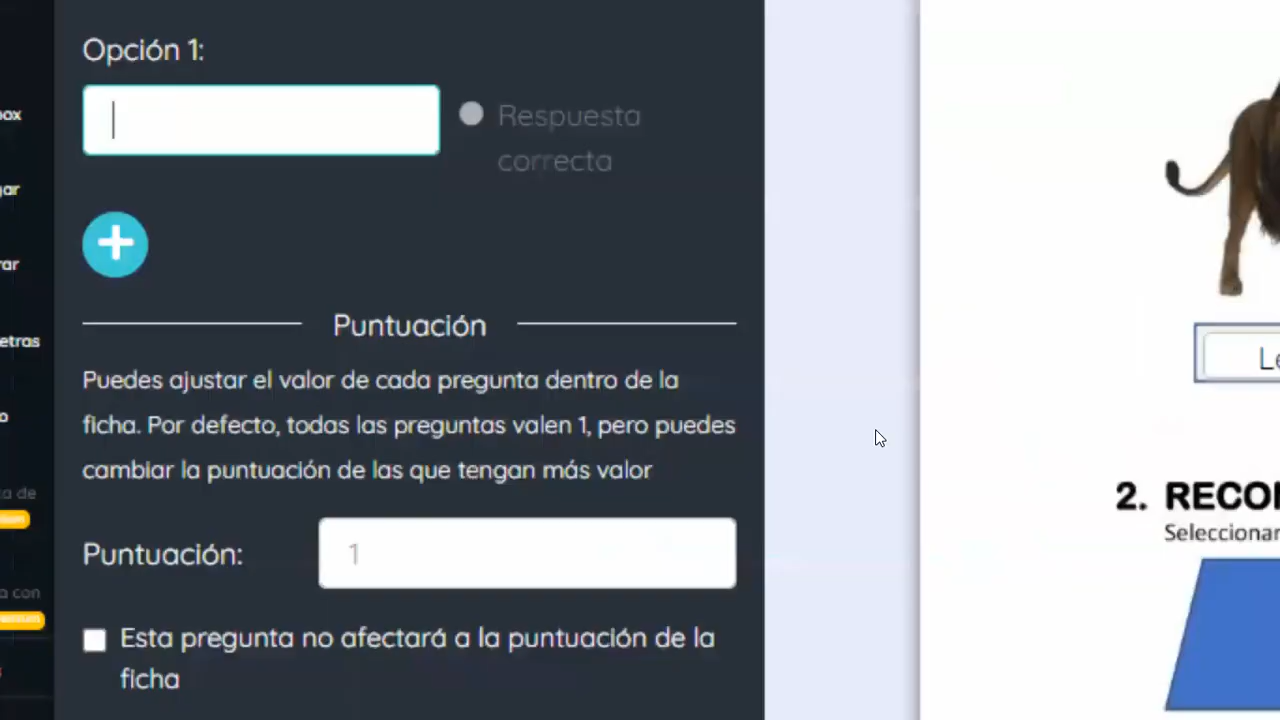 Opción 1:
Respuesta
correcta
Puntuación
Puedes ajustar el valor de cada pregunta dentro de la
ficha. Por defecto, todas las preguntas valen 1, pero puedes
cambiar la puntuación de las que tengan más valor
Puntuación:
1
Esta pregunta no afectará a la puntuación de la
ficha
Le
2. RECO
Seleccionar